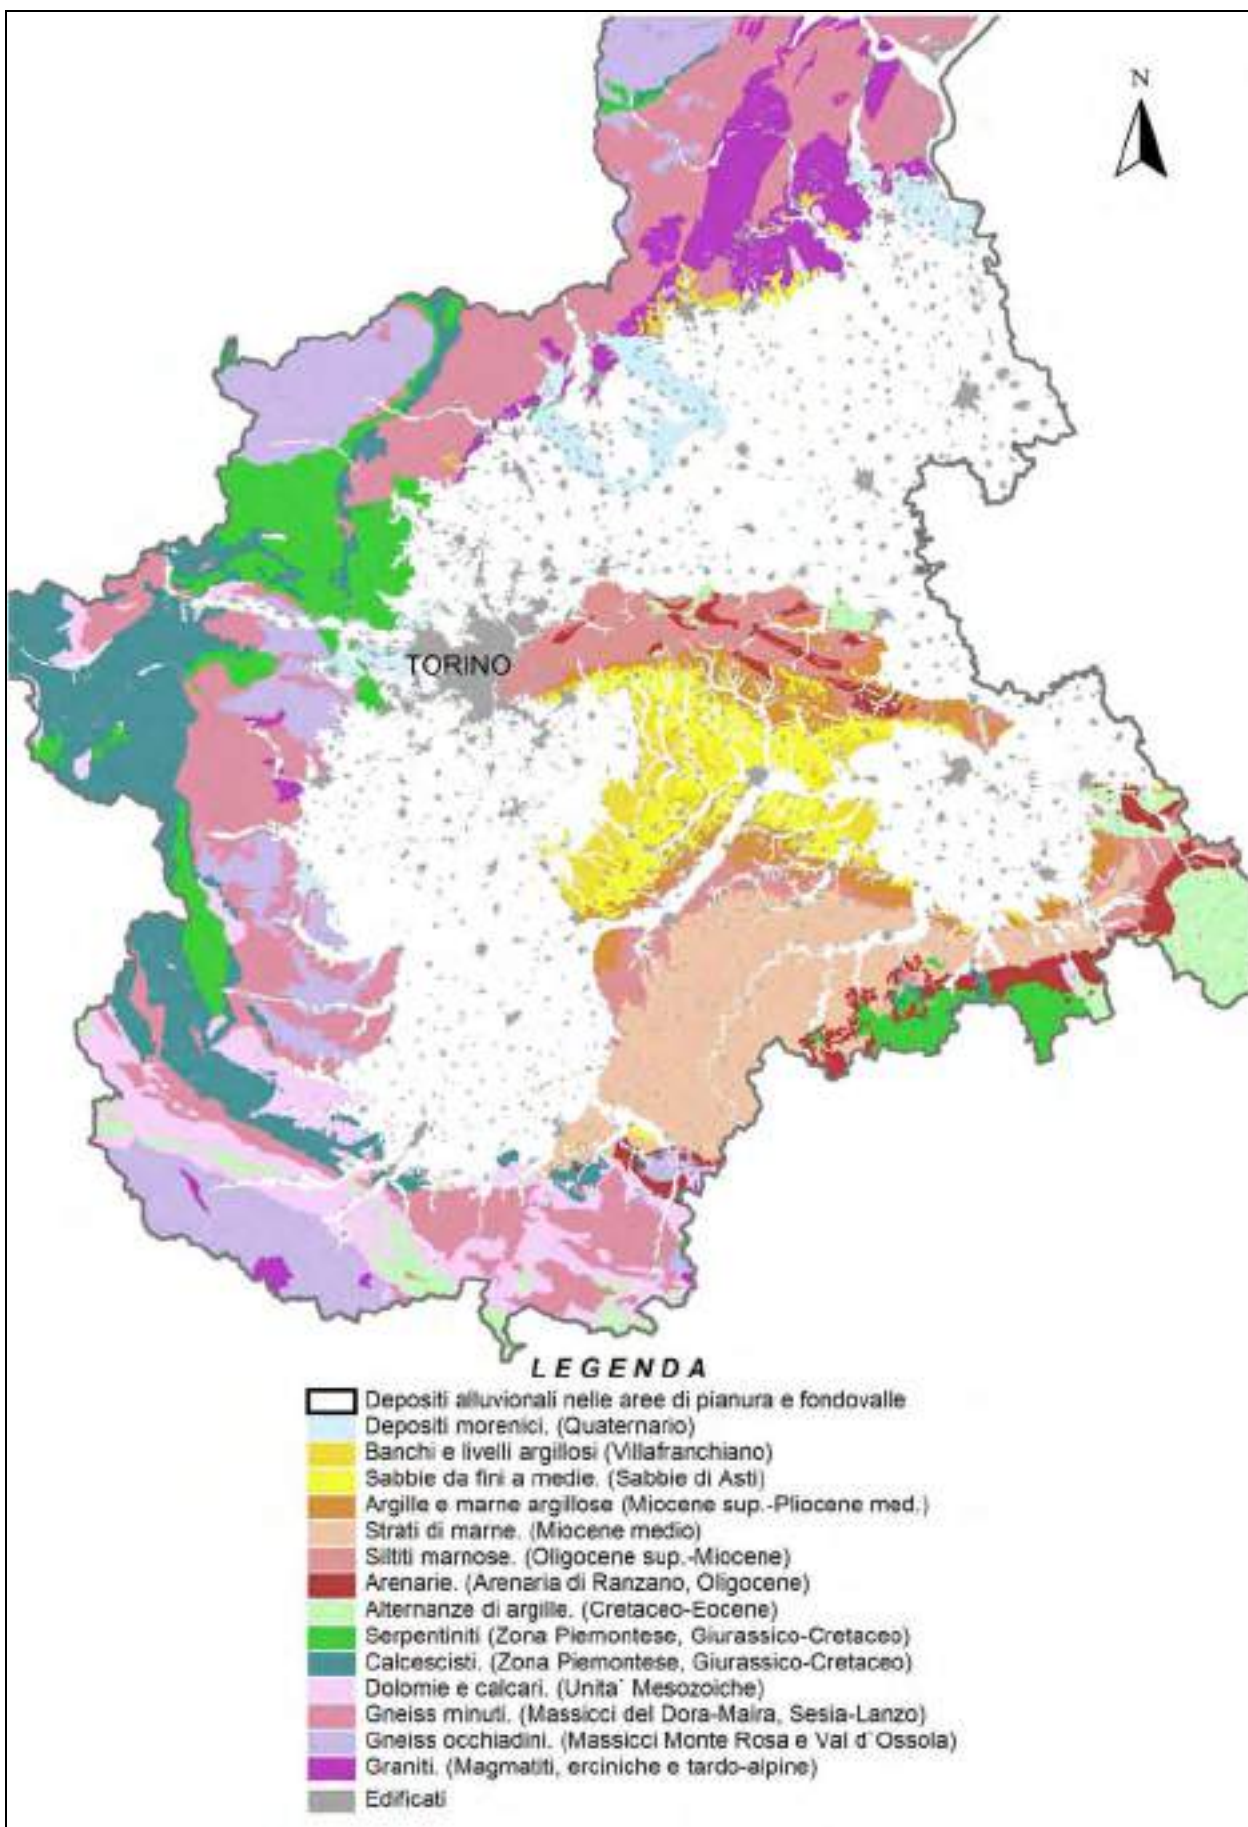 N
TORINO
LEGENDA
Depositi alluvionali nelle aree di pianura e fondovalle
Depositi morenici. (Quaternario)
Banchi e livelli argillosi (Villafranchiano)
Sabbie da fini a medie. (Sabbie di Asti)
Argille e marne argillose (Miocene sup.-Pliocene med.)
Strati di marne. (Miocene medio)
Siltiti marnose. (Oligocene sup.-Miocene)
Arenarie. (Arenaria di Ranzano, Oligocene)
Alternanze di argille. (Cretaceo-Eocene)
Serpentiniti (Zona Piemontese, Giurassico-Cretaceo)
Calcescisti. (Zona Piemontese, Giurassico-Cretaceo)
Dolomie e calcari. (Unita` Mesozoiche)
Gneiss minuti. (Massicci del Dora-Maira, Sesia-Lanzo)
Gneiss occhiadini. (Massicci Monte Rosa e Val d`Ossola)
Graniti. (Magmatiti, erciniche e tardo-alpine)
Edificati